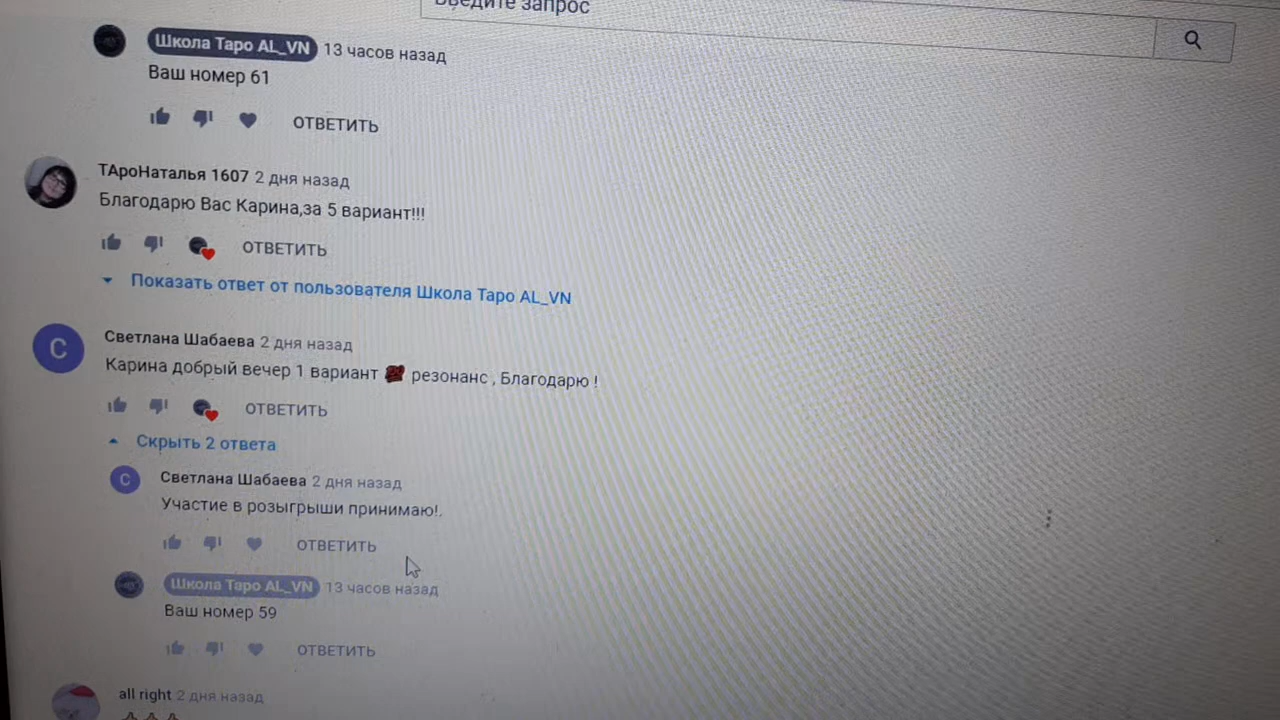 Введите запрос
Школа Таро AL_VN 13 часов назад
Ваш номер 61
ОТВЕТИТЬ
ТАроНаталья 1607 2 дня назад
Благодарю Вас Карина,за 5 вариант!!!
ОТВЕТИТЬ
Показать ответ от пользователя Школа Таро AL_VN
С
Светлана Шабаева 2 дня назад
Карина добрый вечер 1 вариант 💯 резонанс , Благодарю !
ОТВЕТИТЬ
Скрыть 2 ответа
С
Светлана Шабаева 2 дня назад
Участие в розыгрыши принимаю!.
ОТВЕТИТЬ
Школа Таро AL_VN 13 часов назад
Ваш номер 59
ОТВЕТИТЬ
all right 2 дня назад